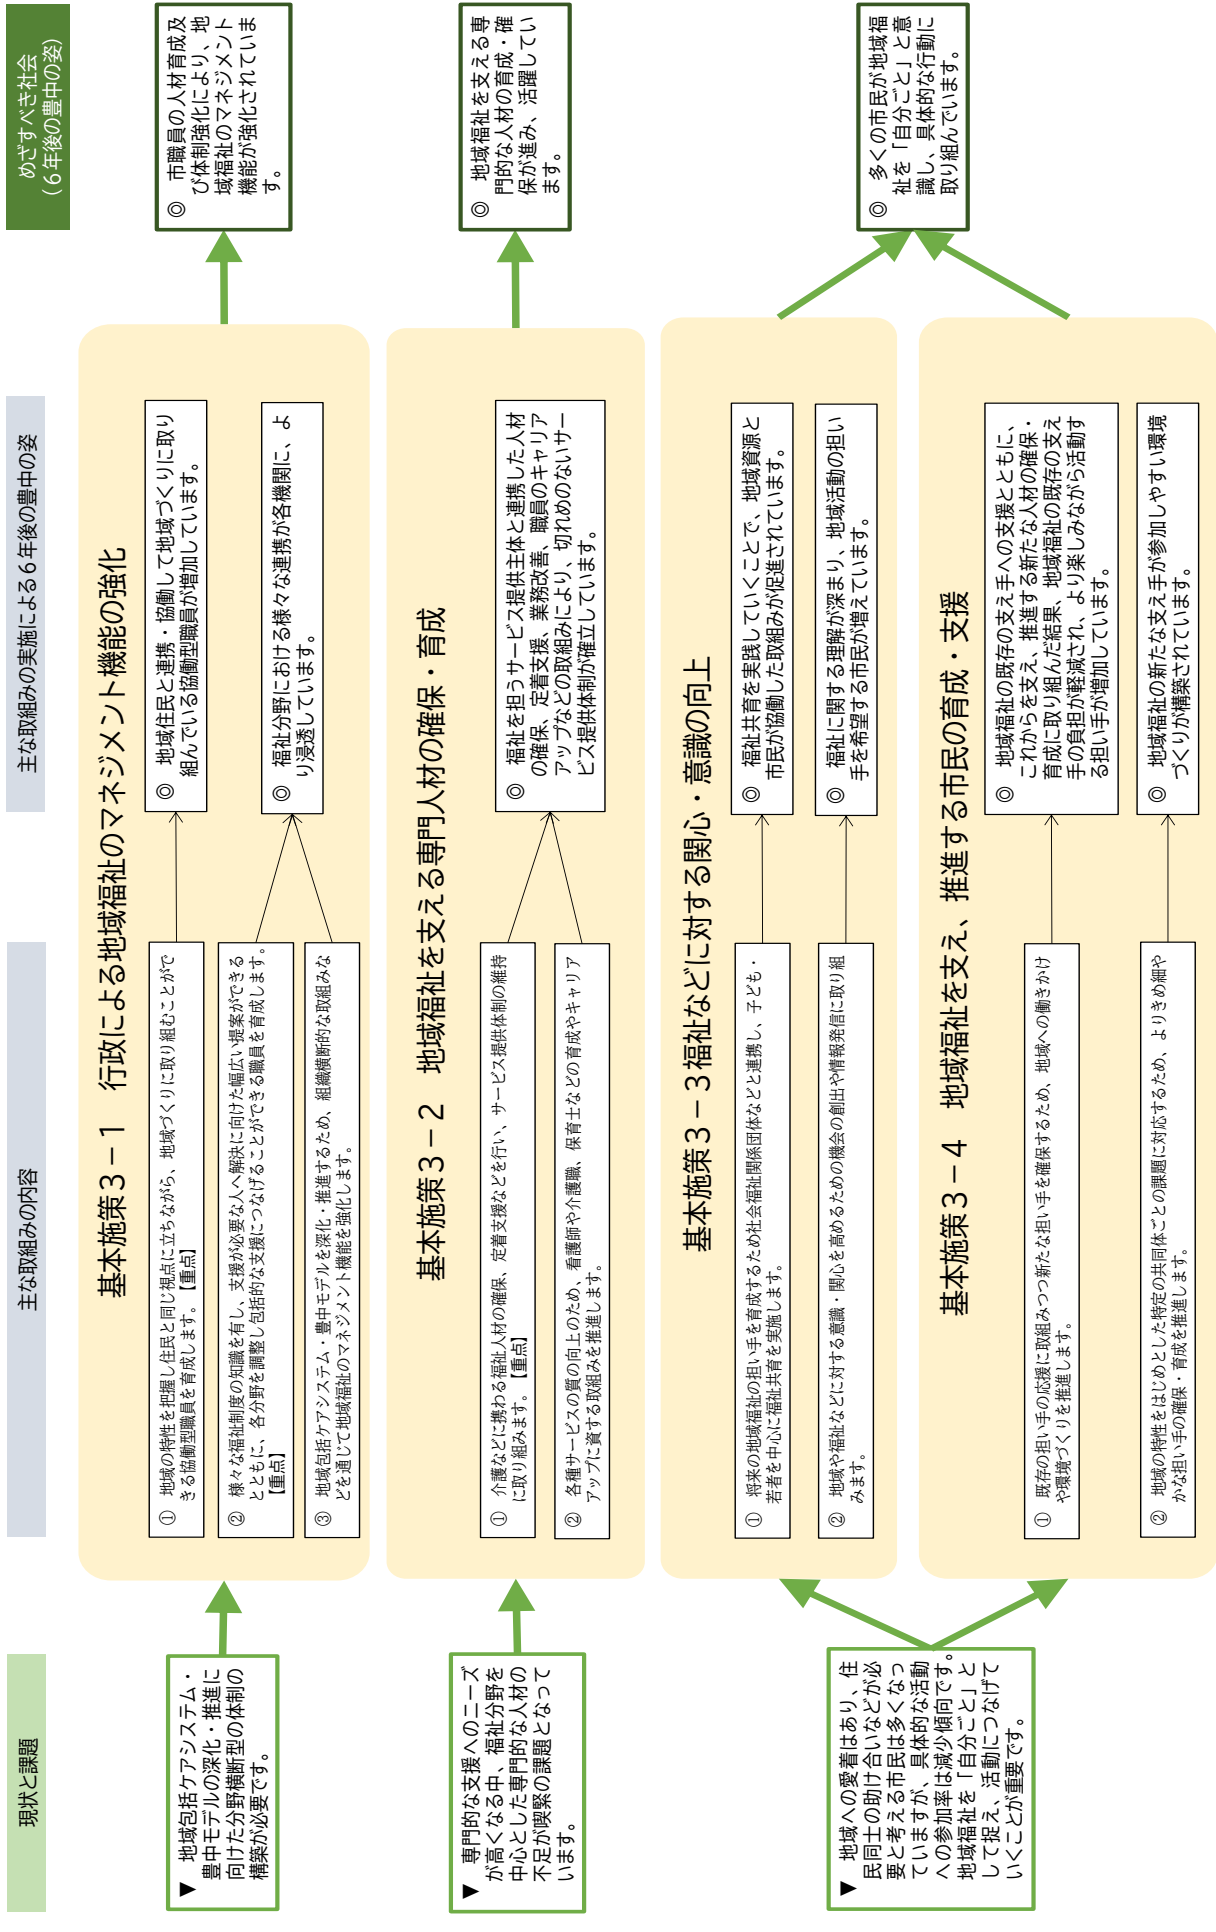 現状と課題
主な取組みの内容
主な取組みの実施による6年後の豊中の姿
めざすべき社会
(6年後の豊中の姿)
▼ 地域包括ケアシステム・
豊中モデルの深化・推進に
向けた分野横断型の体制の
構築が必要です。
基本施策3－1 行政による地域福祉のマネジメント機能の強化
① 地域の特性を把握し住民と同じ視点に立ちながら、地域づくりに取り組むことがで
きる協働型職員を育成します。【重点】
② 様々な福祉制度の知識を有し、支援が必要な人へ解決に向けた幅広い提案ができる
とともに、各分野を調整し包括的な支援につなげることができる職員を育成します。
【重点】
③ 地域包括ケアシステム・豊中モデルを深化・推進するため、組織横断的な取組みな
どを通じて地域福祉のマネジメント機能を強化します。
◎ 地域住民と連携・協働して地域づくりに取り
組んでいる協働型職員が増加しています。
◎ 福祉分野における様々な連携が各機関に、よ
り浸透しています。
◎ 市職員の人材育成及
び体制強化により、地
域福祉のマネジメント
機能が強化されていま
す。
▼ 専門的な支援へのニーズ
が高くなる中、福祉分野を
中心とした専門的な人材の
不足が喫緊の課題となって
います。
基本施策3－2 地域福祉を支える専門人材の確保・育成
① 介護などに携わる福祉人材の確保、定着支援などを行い、サービス提供体制の維持
に取り組みます。【重点】
② 各種サービスの質の向上のため、看護師や介護職、保育士などの育成やキャリア
アップに資する取組みを推進します。
◎ 福祉を担うサービス提供主体と連携した人材
の確保、定着支援、業務改善、職員のキャリア
アップなどの取組みにより、切れめのないサー
ビス提供体制が確立しています。
◎ 地域福祉を支える専
門的な人材の育成・確
保が進み、活躍してい
ます。
▼ 地域への愛着はあり、住
民同士の助け合いなどが必
要と考える市民は多くなっ
ていますが、具体的な活動
への参加率は減少傾向です。
地域福祉を「自分ごと」と
して捉え、活動につなげて
いくことが重要です。
基本施策3－3福祉などに対する関心・意識の向上
① 将来の地域福祉の担い手を育成するため社会福祉関係団体などと連携し、子ども・
若者を中心に福祉共育を実施します。
② 地域や福祉などに対する意識・関心を高めるための機会の創出や情報発信に取り組
みます。
◎ 福祉共育を実践していくことで、地域資源と
市民が協働した取組みが促進されています。
◎ 福祉に関する理解が深まり、地域活動の担い
手を希望する市民が増えています。
基本施策3－4 地域福祉を支え、推進する市民の育成・支援
① 既存の担い手の応援に取組みつつ新たな担い手を確保するため、地域への働きかけ
や環境づくりを推進します。
② 地域の特性をはじめとした特定の共同体ごとの課題に対応するため、よりきめ細や
かな担い手の確保・育成を推進します。
◎ 地域福祉の既存の支え手への支援とともに、
これからを支え、推進する新たな人材の確保・
育成に取り組んだ結果、地域福祉の既存の支え
手の負担が軽減され、より楽しみながら活動す
る担い手が増加しています。
◎ 地域福祉の新たな支え手が参加しやすい環境
づくりが構築されています。
◎ 多くの市民が地域福
祉を「自分ごと」と意
識し、具体的な行動に
取り組んでいます。